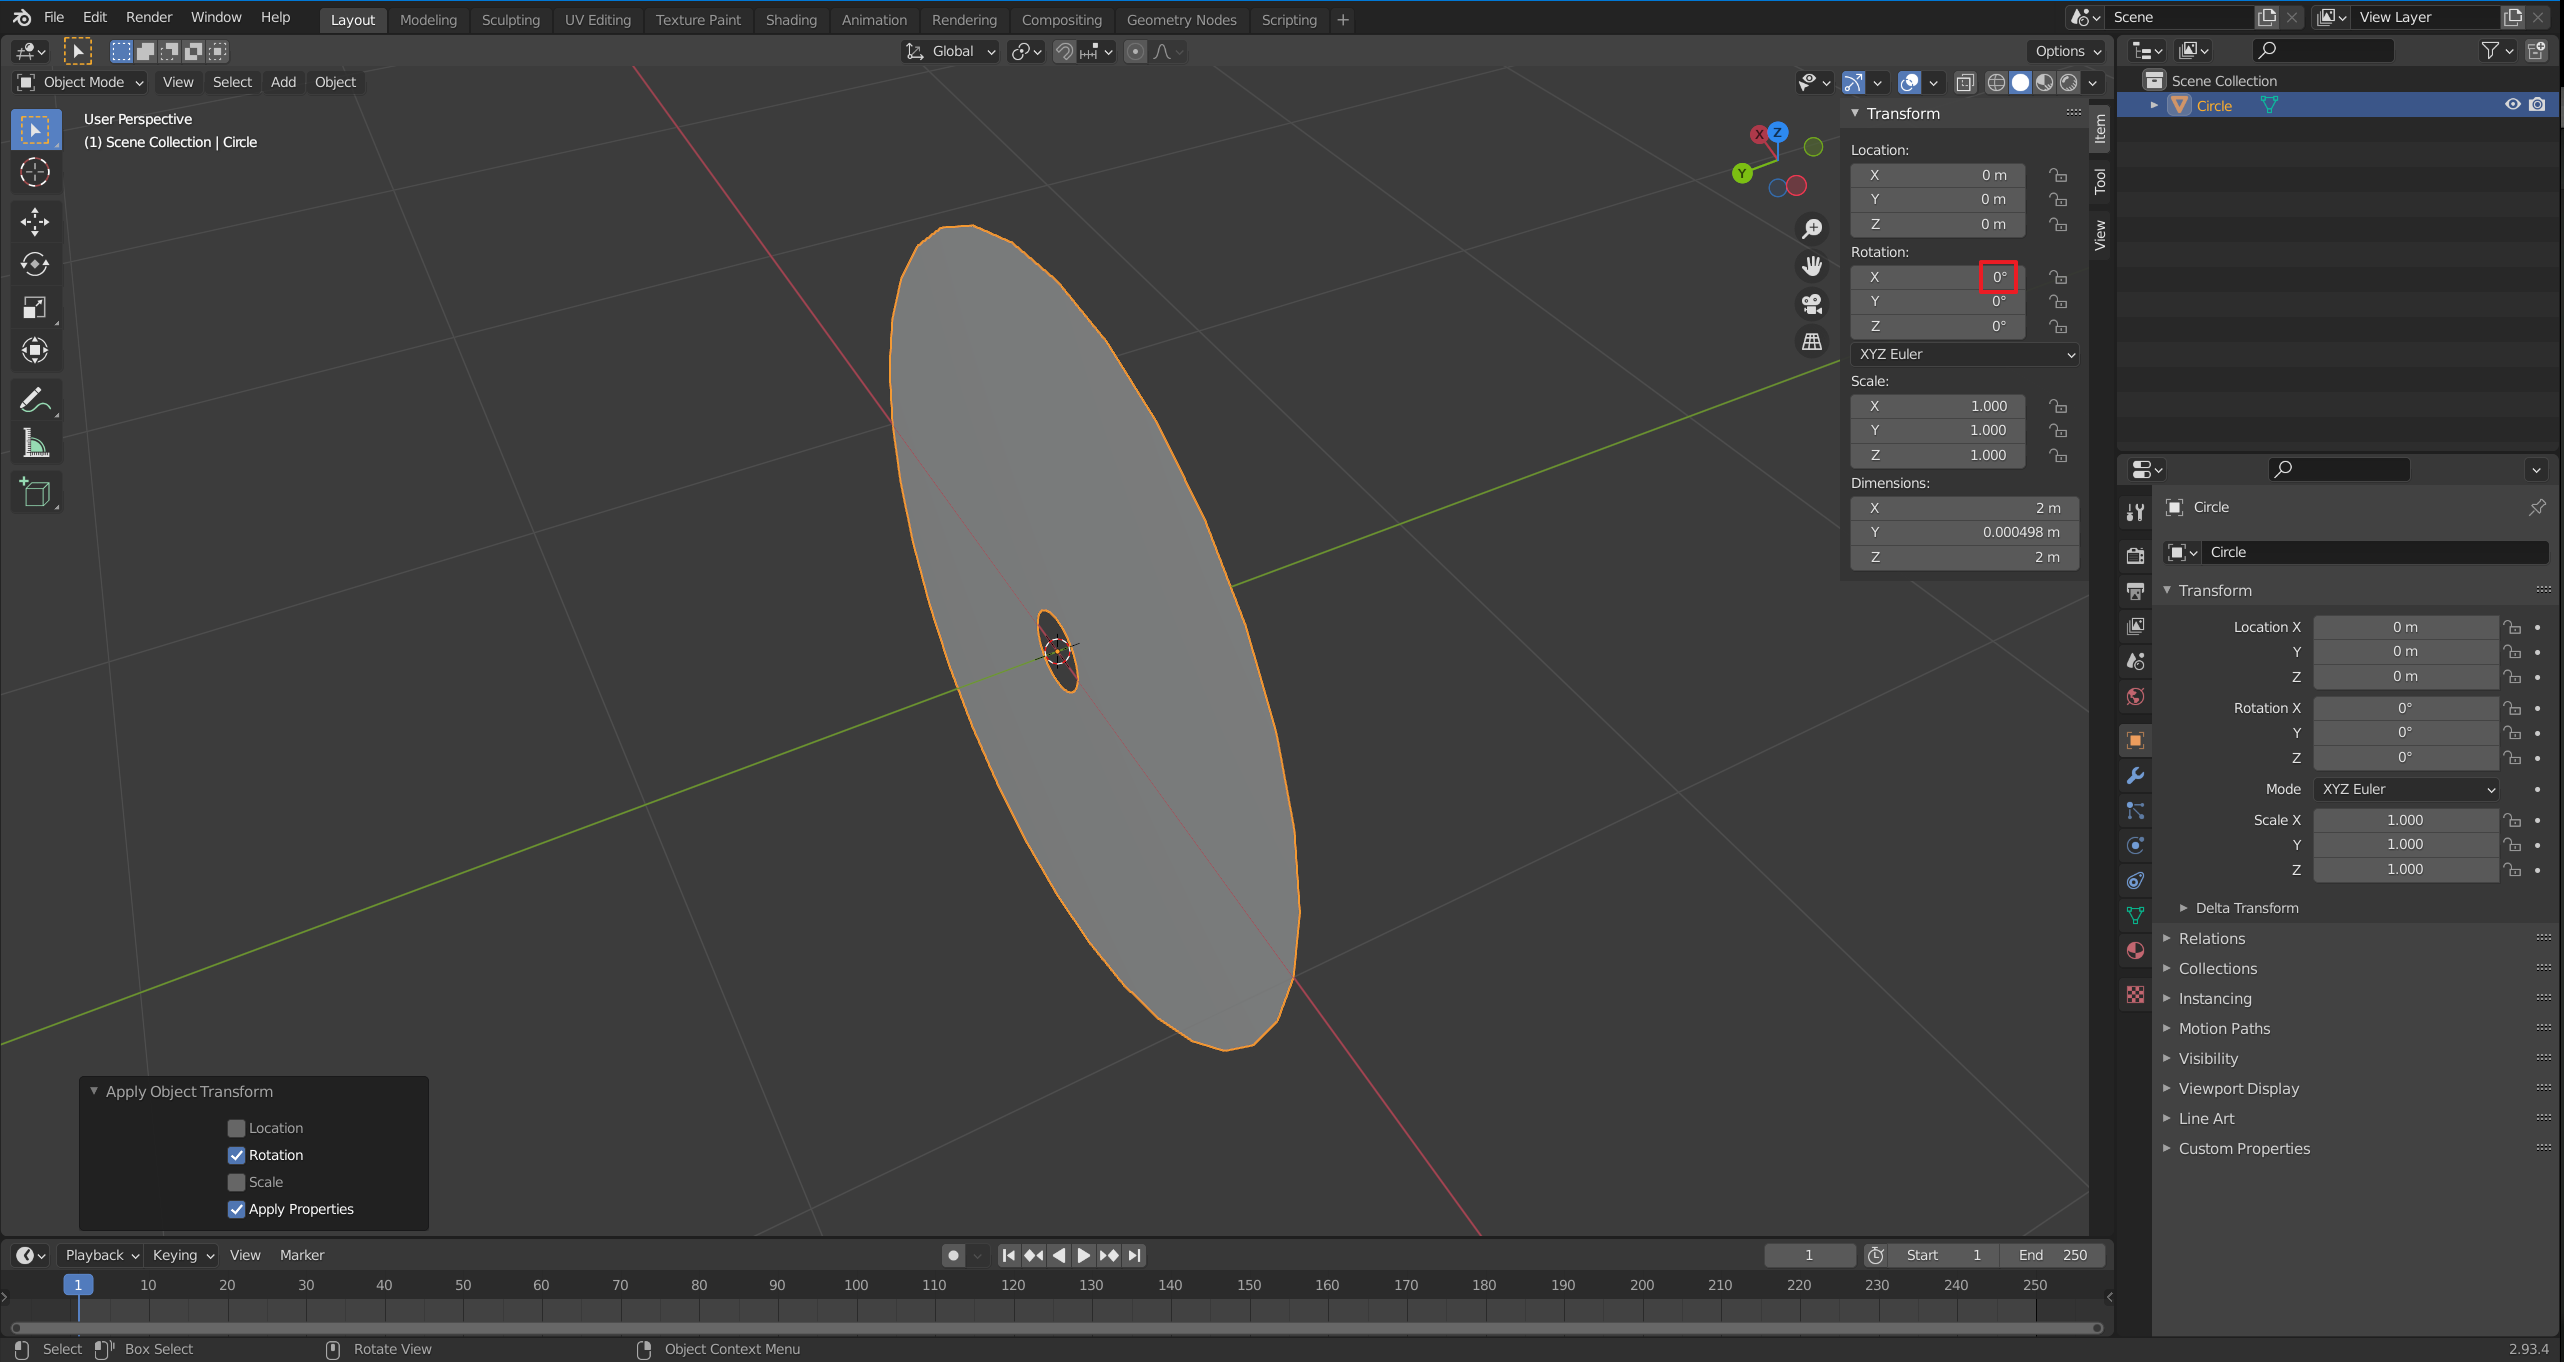 File Edit Render Window Help
Layout Modeling Sculpting UV Editing Texture Paint Shading Animation Rendering Compositing Geometry Nodes Scripting +
Scene
View Layer
Global
Options
Object Mode View Select Add Object
User Perspective
(1) Scene Collection | Circle
X
Z
Y
Transform
Location:
X 0 m
Y 0 m
Z 0 m
Rotation:
X 0°
Y 0°
Z 0°
XYZ Euler
Scale:
X 1.000
Y 1.000
Z 1.000
Dimensions:
X 2 m
Y 0.000498 m
Z 2 m
Item
Tool
View
Scene Collection
Circle
Circle
Circle
Transform
Location X 0 m
Y 0 m
Z 0 m
Rotation X 0°
Y 0°
Z 0°
Mode XYZ Euler
Scale X 1.000
Y 1.000
Z 1.000
Delta Transform
Relations
Collections
Instancing
Motion Paths
Visibility
Viewport Display
Line Art
Custom Properties
Apply Object Transform
Location
Rotation
Scale
Apply Properties
Playback Keying View Marker
1
Start 1
End 250
1 10 20 30 40 50 60 70 80 90 100 110 120 130 140 150 160 170 180 190 200 210 220 230 240 250
Select Box Select Rotate View Object Context Menu
2.93.4